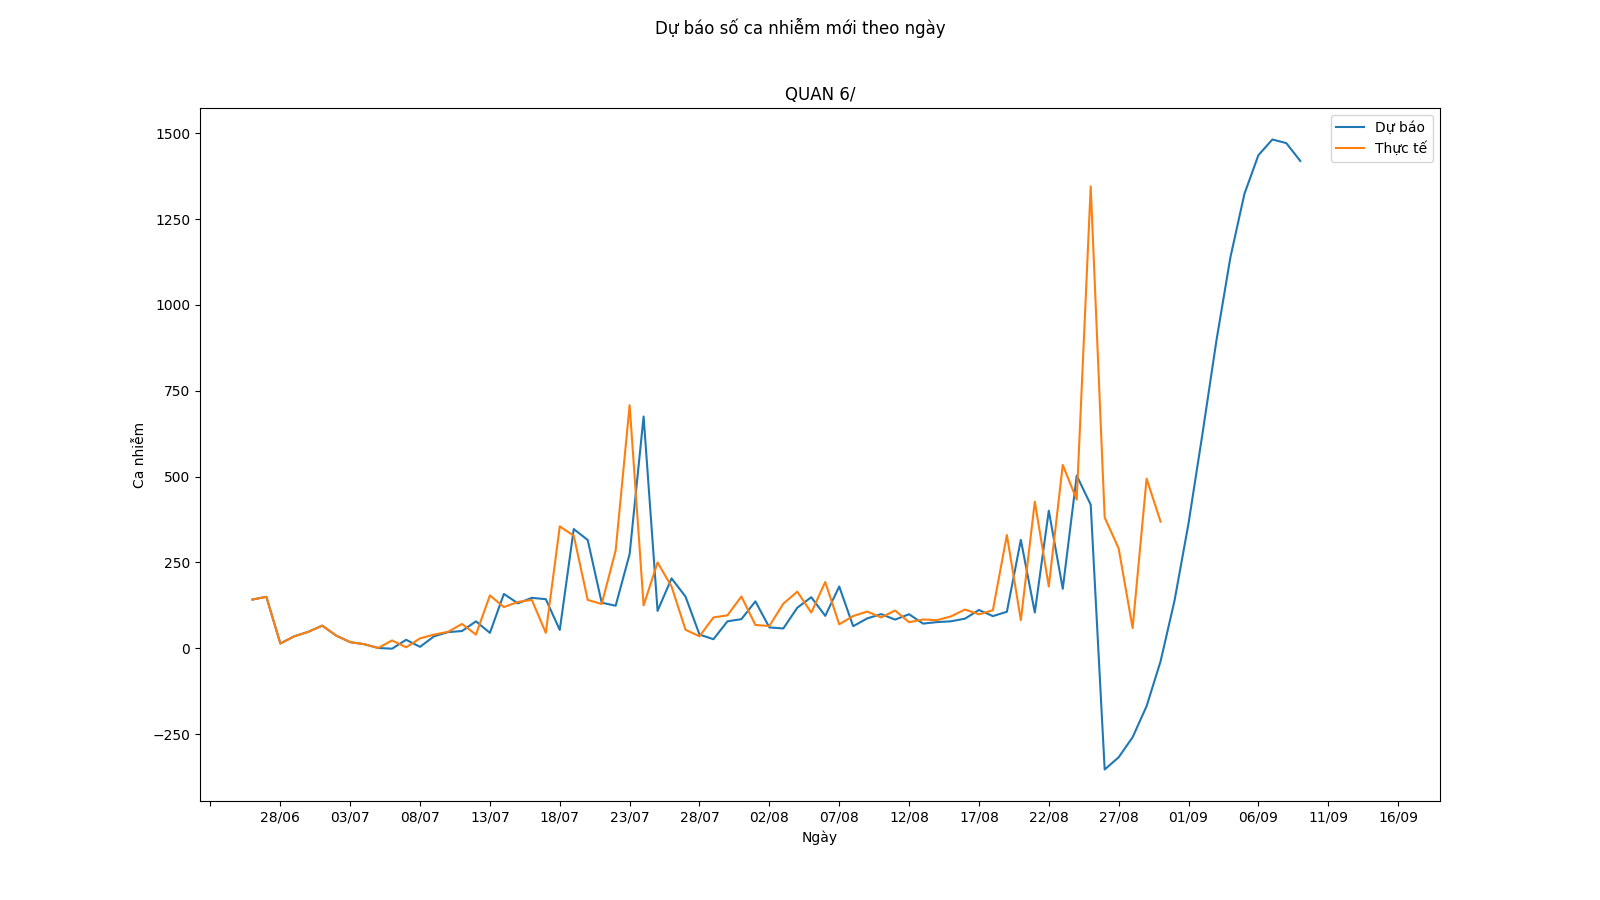 Dự báo số ca nhiễm mới theo ngày
QUAN 6/
Dự báo
Thực tế
1500
1250
1000
750
500
250
0
−250
Ca nhiễm
28/06 03/07 08/07 13/07 18/07 23/07 28/07 02/08 07/08 12/08 17/08 22/08 27/08 01/09 06/09 11/09 16/09
Ngày